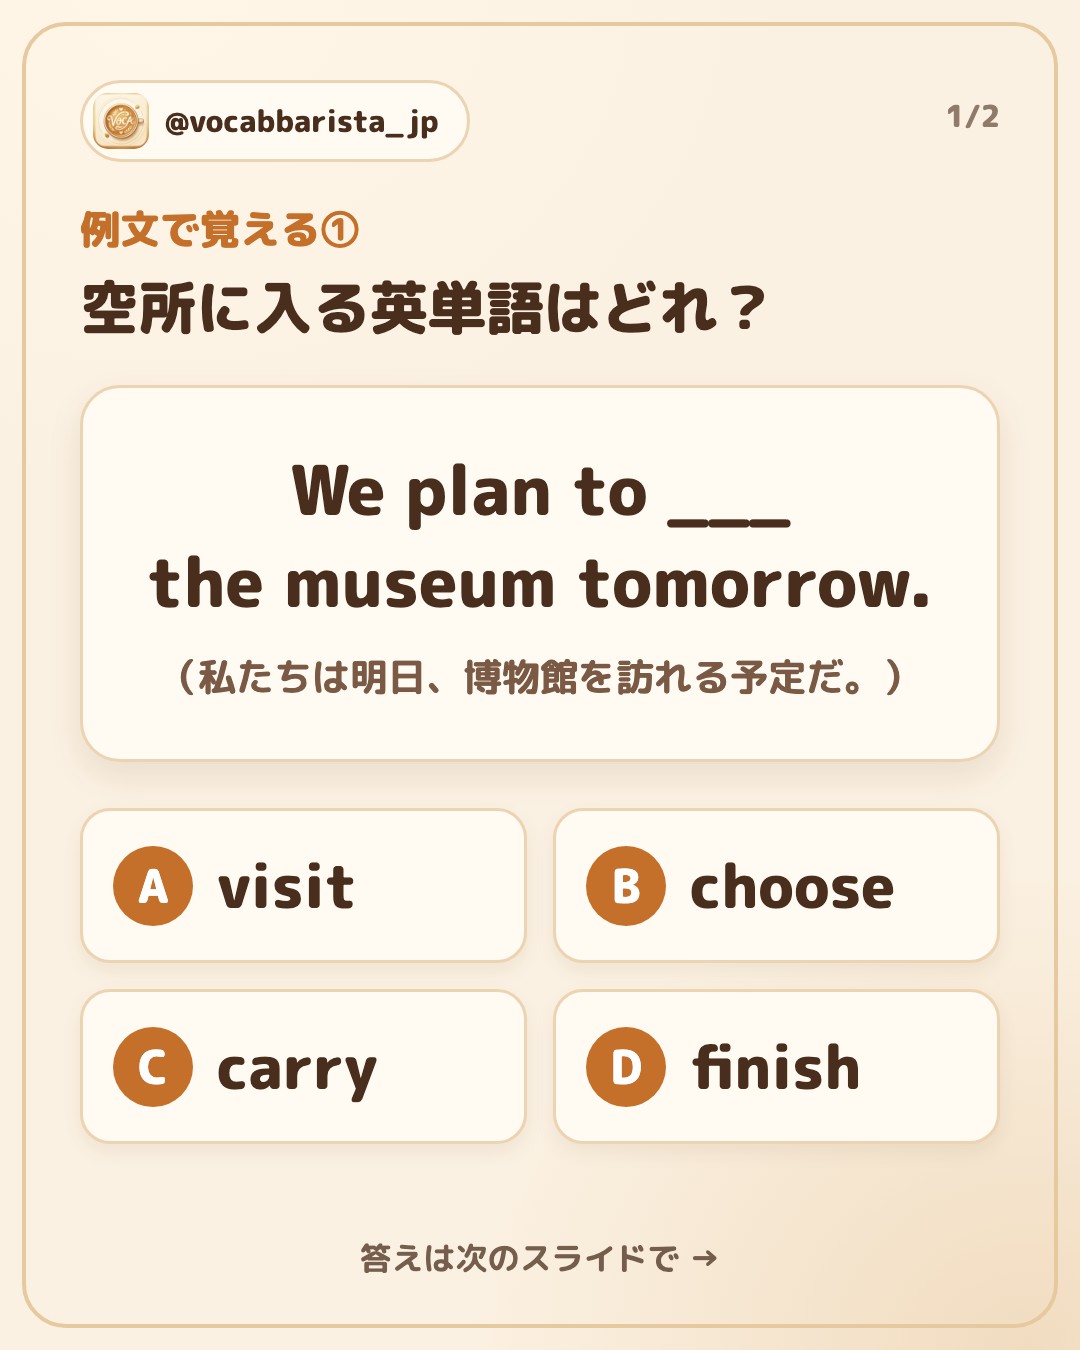 @vocabbarista_jp
1/2
例文で覚える①
空所に入る英単語はどれ？
We plan to ___
the museum tomorrow.
（私たちは明日、博物館を訪れる予定だ。）
A visit
B choose
C carry
D finish
答えは次のスライドで →